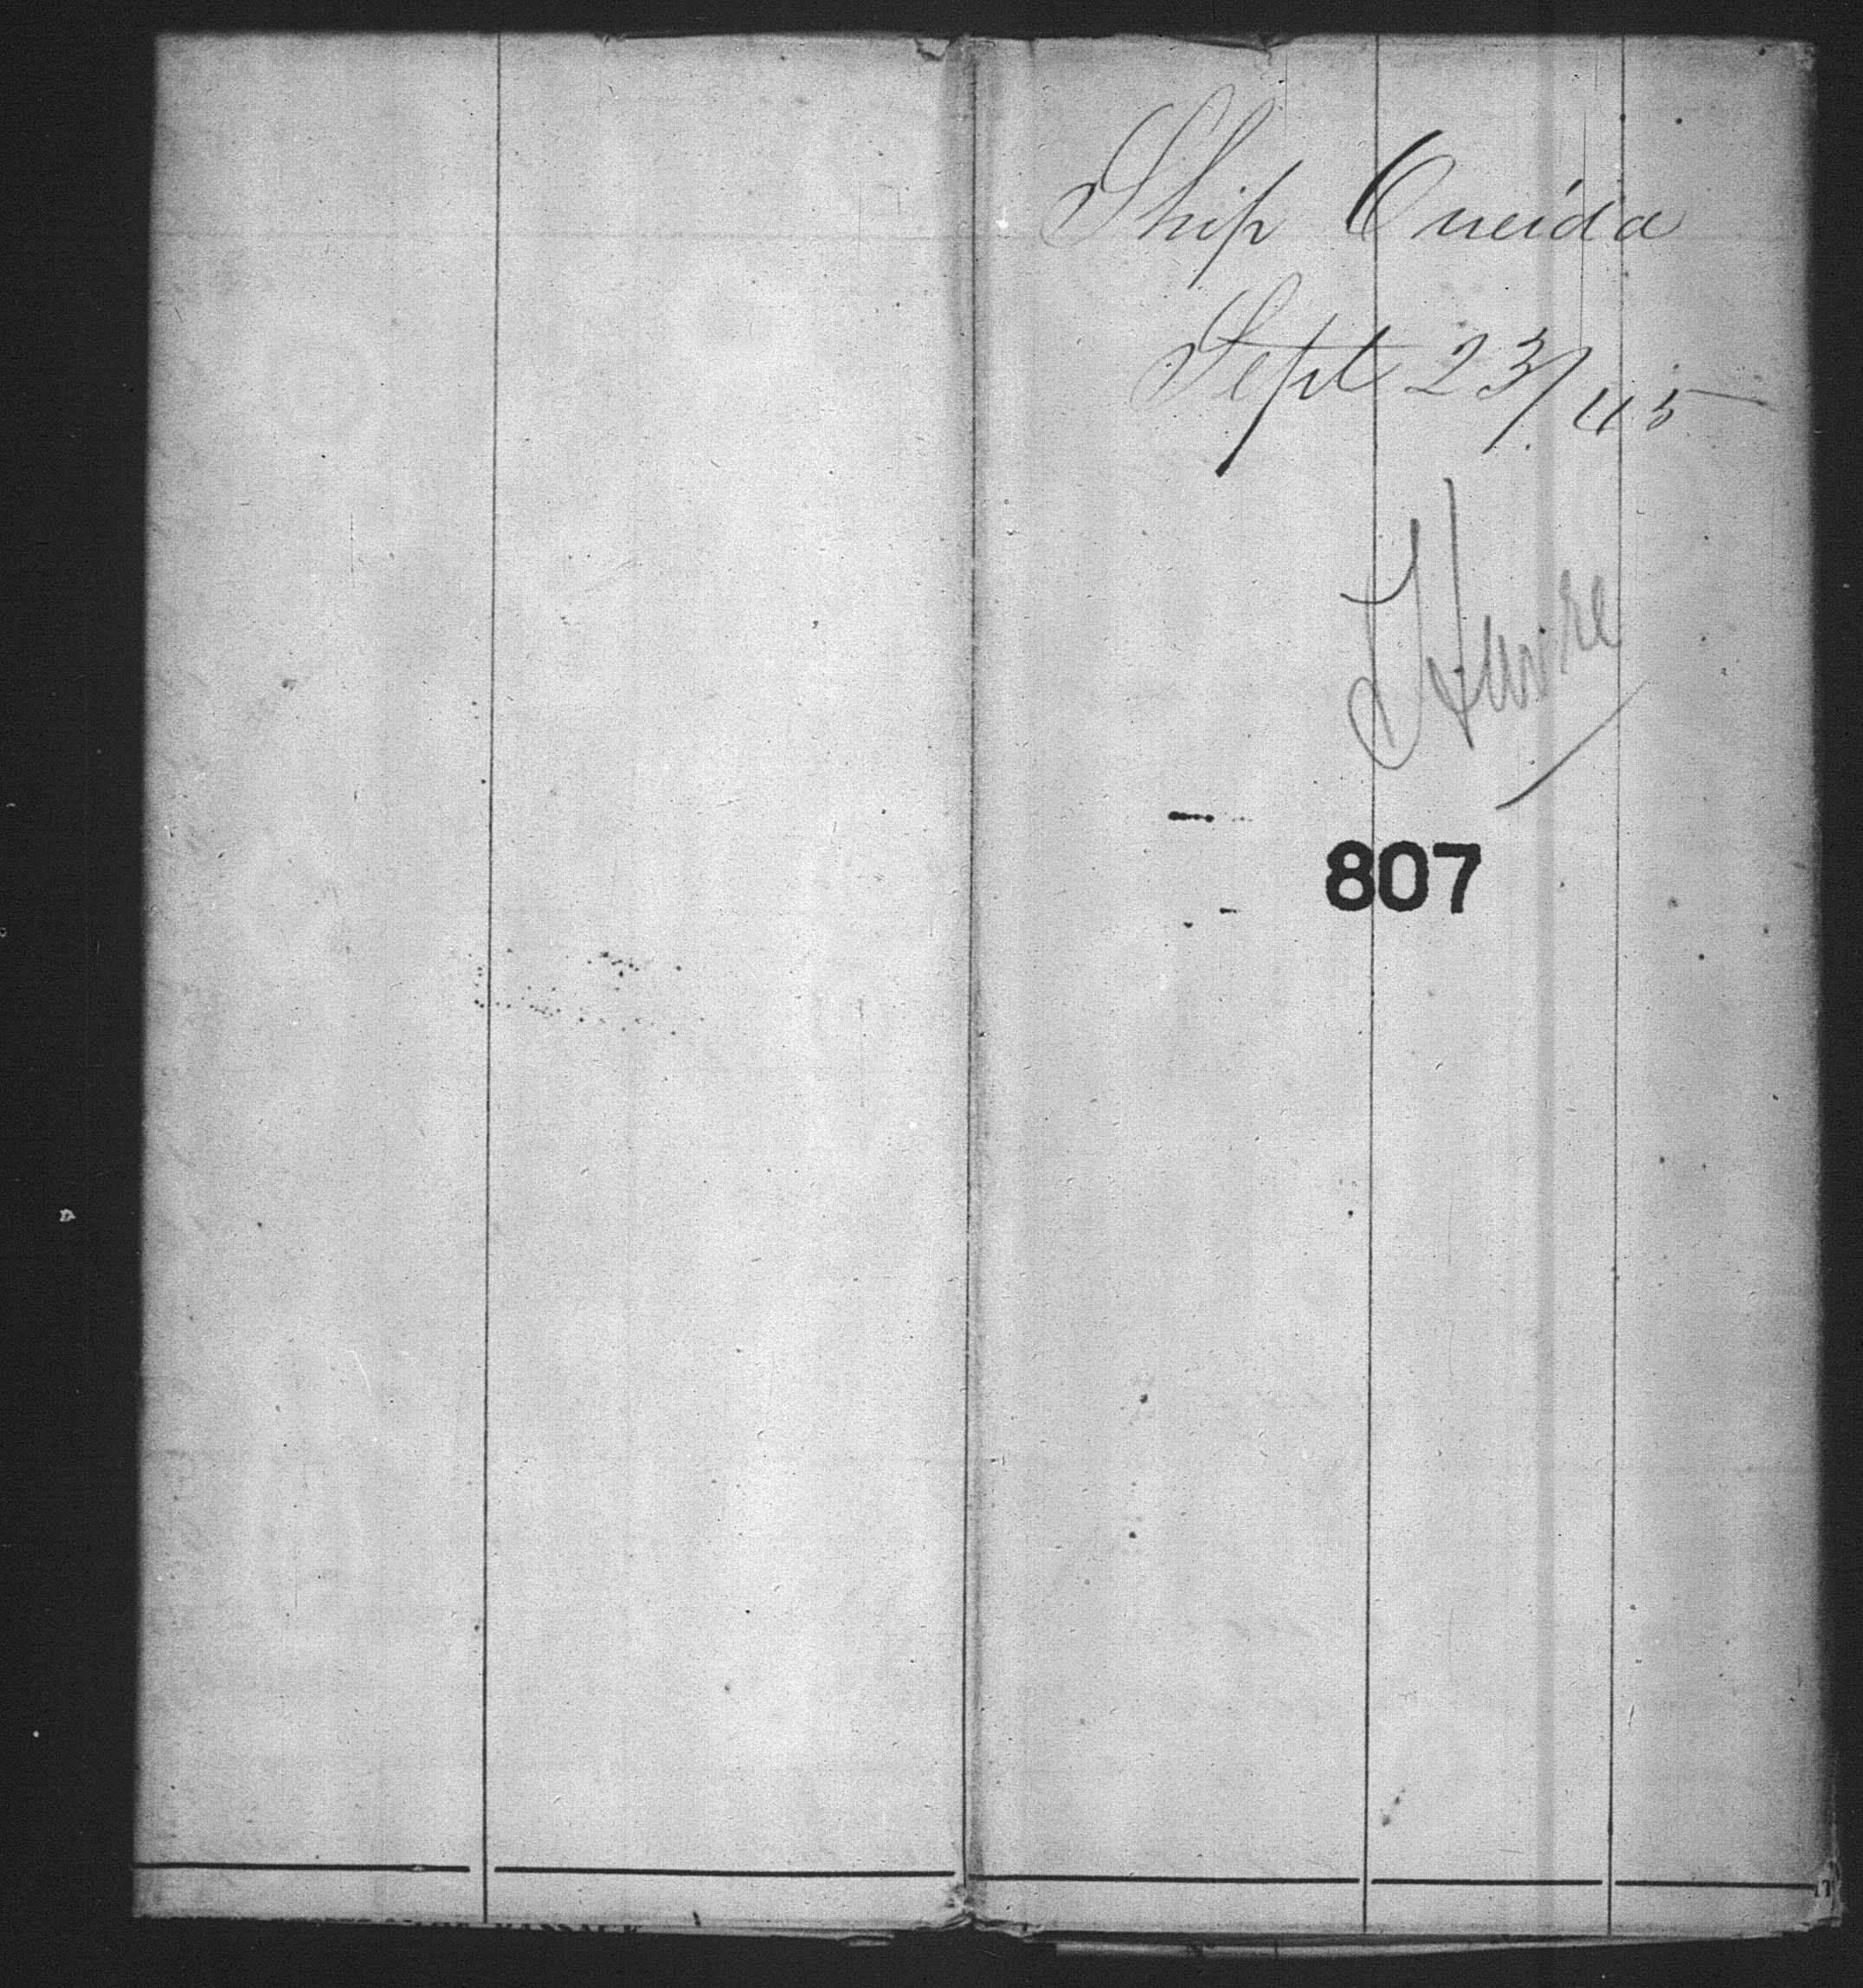 Ship Oneida
Sept 23/45
Havre
807